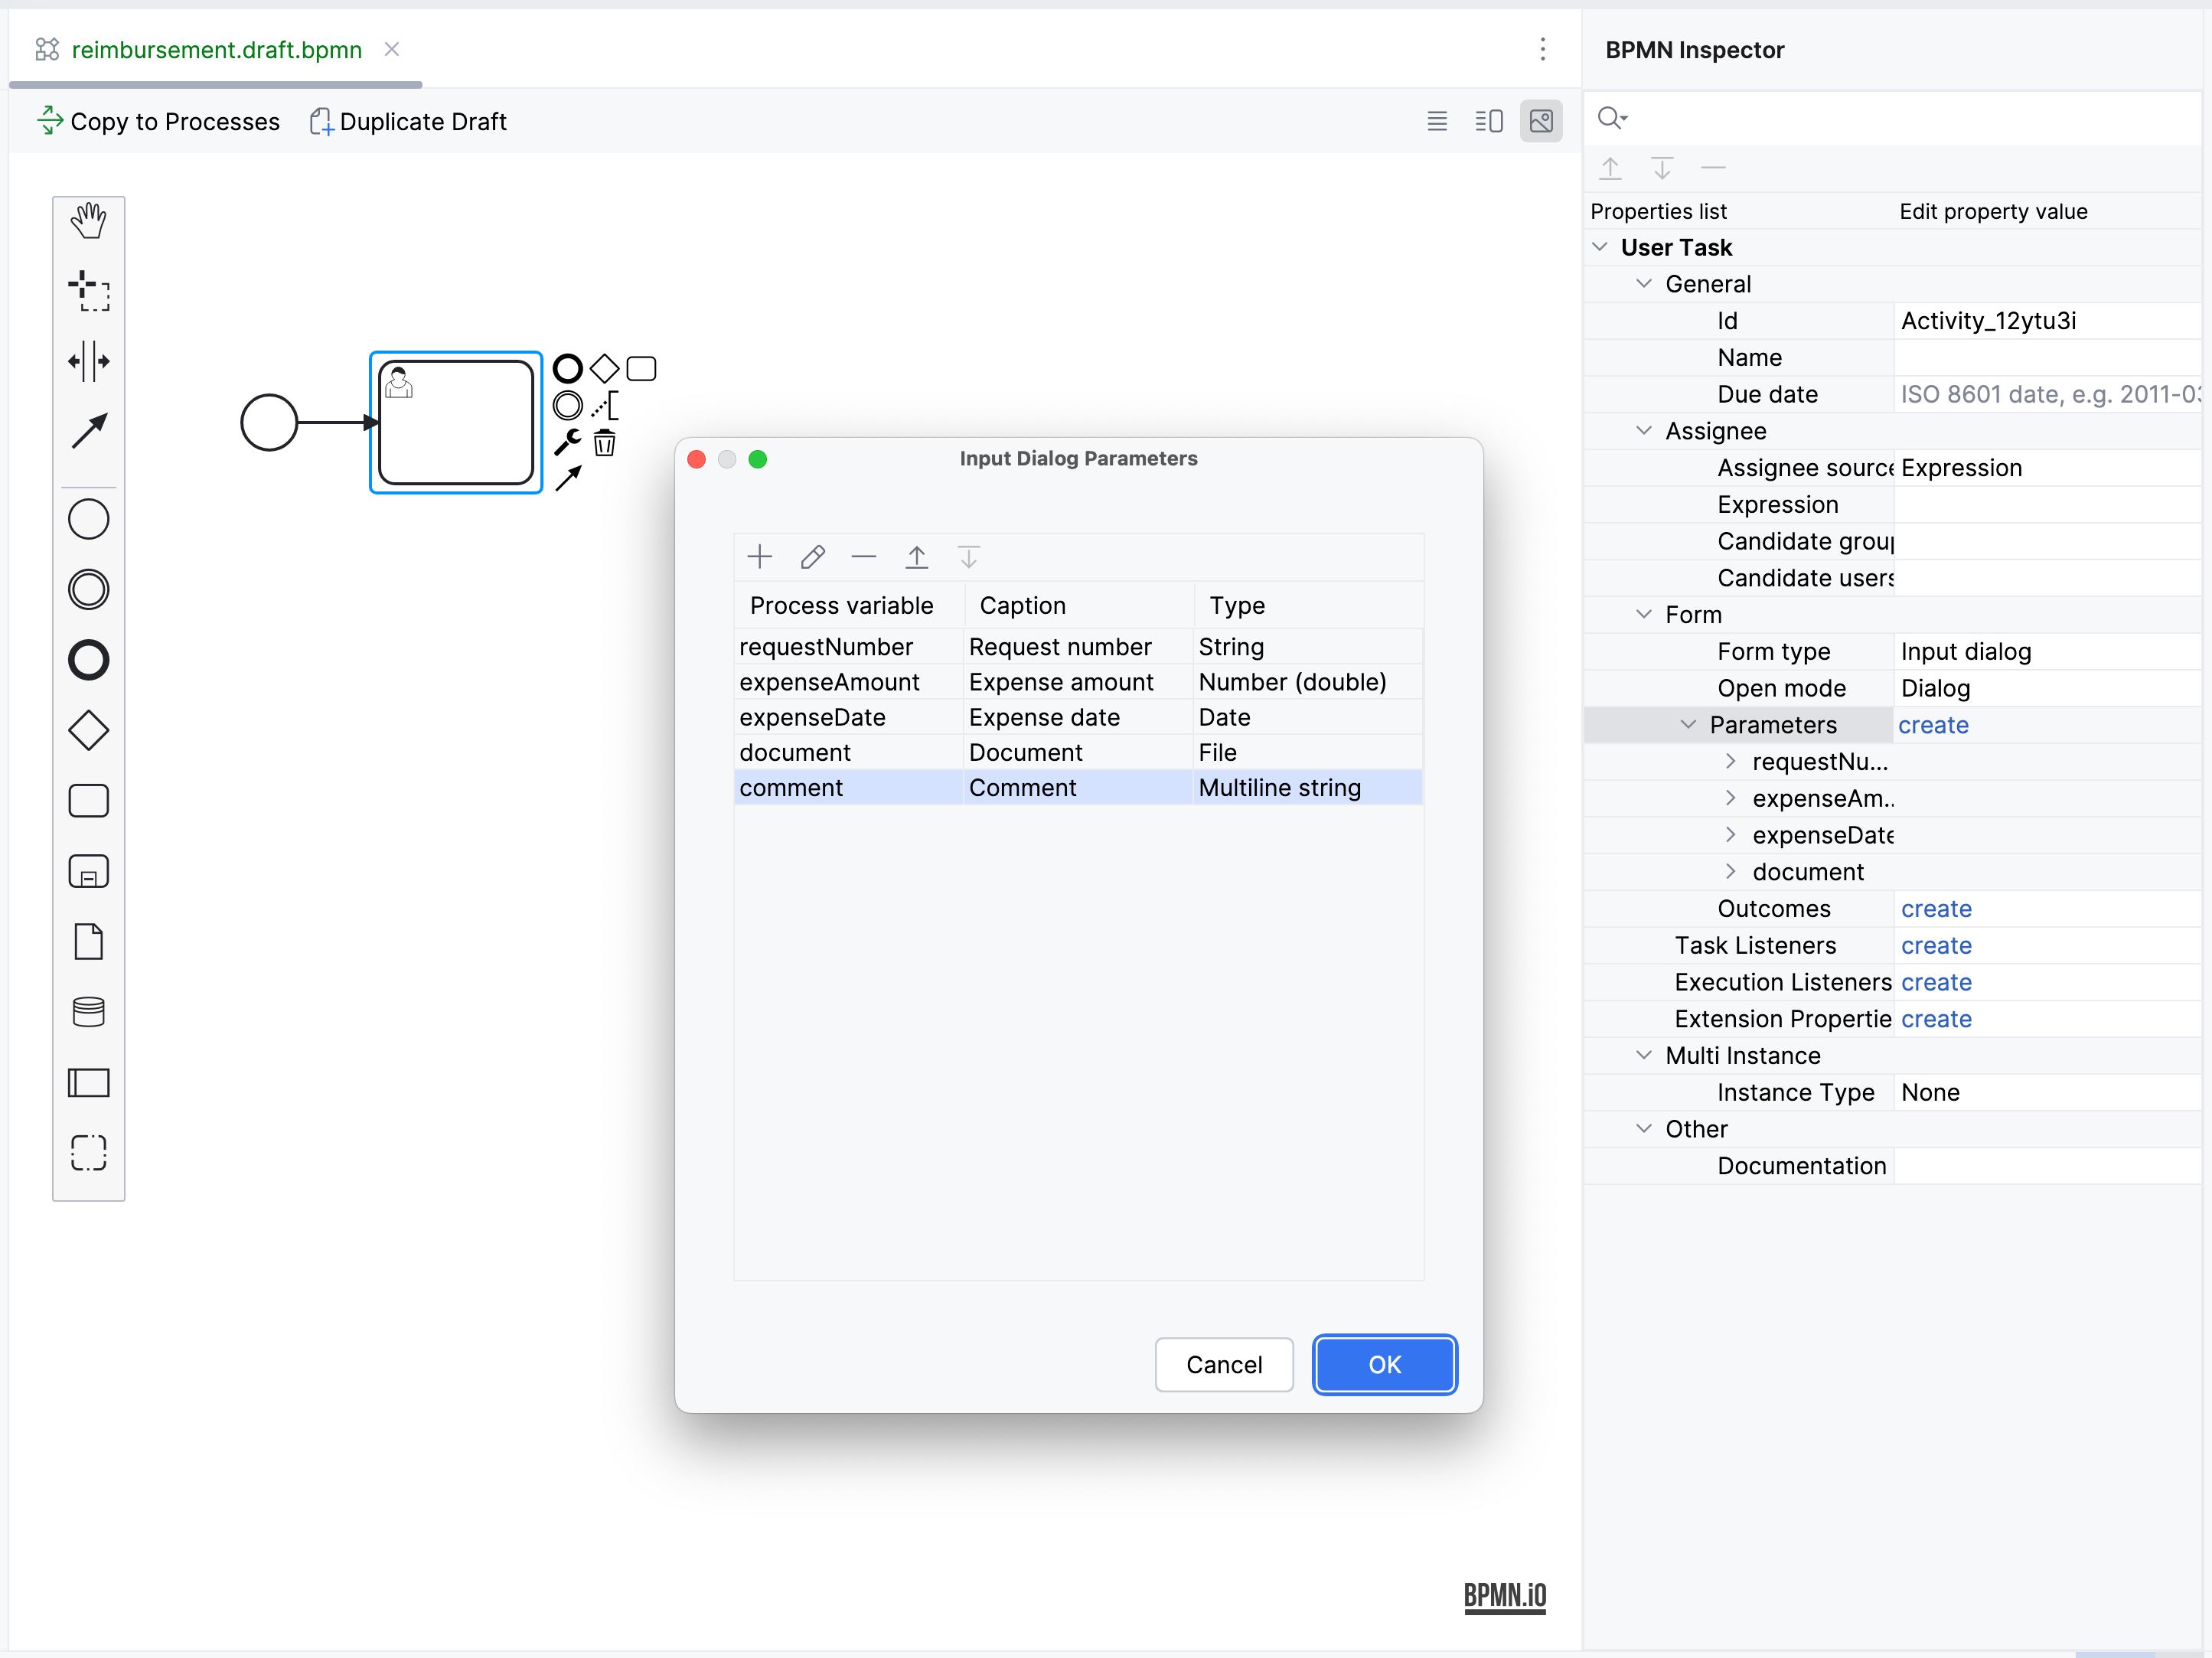 reimbursement.draft.bpmn
Copy to Processes Duplicate Draft
Input Dialog Parameters
Process variable Caption Type
requestNumber Request number String
expenseAmount Expense amount Number (double)
expenseDate Expense date Date
document Document File
comment Comment Multiline string
Cancel OK
BPMN.iO
BPMN Inspector
Properties list Edit property value
User Task
General
Id Activity_12ytu3i
Name
Due date ISO 8601 date, e.g. 2011-03
Assignee
Assignee source Expression
Expression
Candidate group
Candidate users
Form
Form type Input dialog
Open mode Dialog
Parameters create
requestNu...
expenseAm..
expenseDate
document
Outcomes create
Task Listeners create
Execution Listeners create
Extension Propertie create
Multi Instance
Instance Type None
Other
Documentation